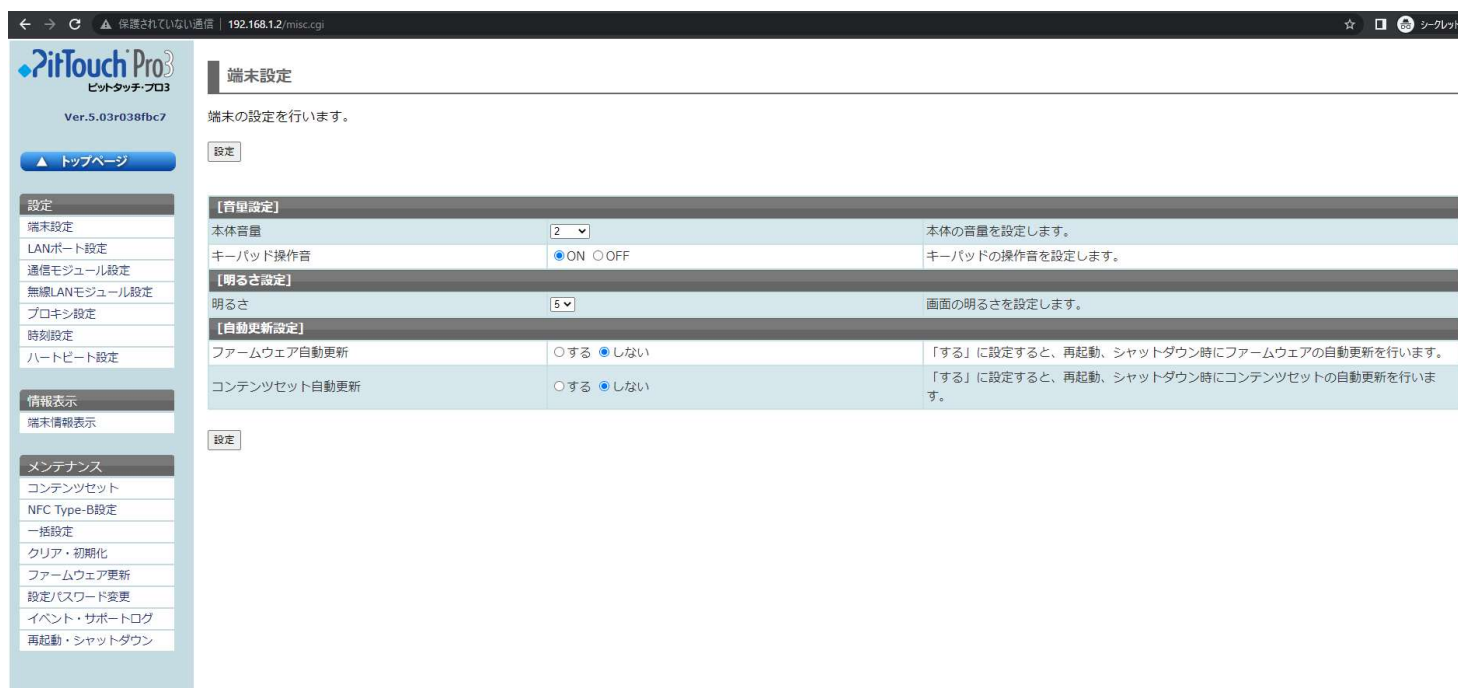 保護されていない通信 | 192.168.1.2/misc.cgi
PitTouch Pro3
ピットタッチ・プロ3
Ver.5.03r038fbc7
▲ トップページ
設定
端末設定
LANポート設定
通信モジュール設定
無線LANモジュール設定
プロキシ設定
時刻設定
ハートビート設定
情報表示
端末情報表示
メンテナンス
コンテンツセット
NFC Type-B設定
一括設定
クリア・初期化
ファームウェア更新
設定パスワード変更
イベント・サポートログ
再起動・シャットダウン
端末設定
端末の設定を行います。
設定
[音量設定]
本体音量 2 本体の音量を設定します。
キーパッド操作音 ON OFF キーパッドの操作音を設定します。
[明るさ設定]
明るさ 5 画面の明るさを設定します。
[自動更新設定]
ファームウェア自動更新 する しない 「する」に設定すると、再起動、シャットダウン時にファームウェアの自動更新を行います。
コンテンツセット自動更新 する しない 「する」に設定すると、再起動、シャットダウン時にコンテンツセットの自動更新を行いま
す。
設定